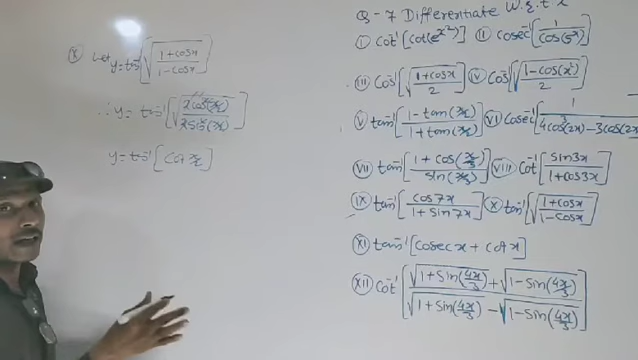 Q-7 Differentiate W.r.t x
(i) cot⁻¹[cot(e^x²)] (ii) cosec⁻¹[1/cos(5^x)]
(iii) cos⁻¹[√((1+cosx)/2)] (iv) cos⁻¹[√((1-cos(x²))/2)]
(v) tan⁻¹[(1-tan(x/2))/(1+tan(x/2))] (vi) cosec⁻¹[1/(4cos³(2x)-3cos(2x
(vii) tan⁻¹[(1+cos(x/3))/sin(x/3)] (viii) cot⁻¹[sin3x/(1+cos3x)]
(ix) tan⁻¹[cos7x/(1+sin7x)] (x) tan⁻¹[√((1+cosx)/(1-cosx))]
(xi) tan⁻¹[cosecx+cotx]
(xii) cot⁻¹[(√(1+sin(4x/3))+√(1-sin(4x/3)))/(√(1+sin(4x/3))-√(1-sin(4x/3)))]
(x) Let y=tan⁻¹[√((1+cosx)/(1-cosx))]
∴ y=tan⁻¹[√(2cos²(x/2)/2sin²(x/2))]
y=tan⁻¹[cot x/2]